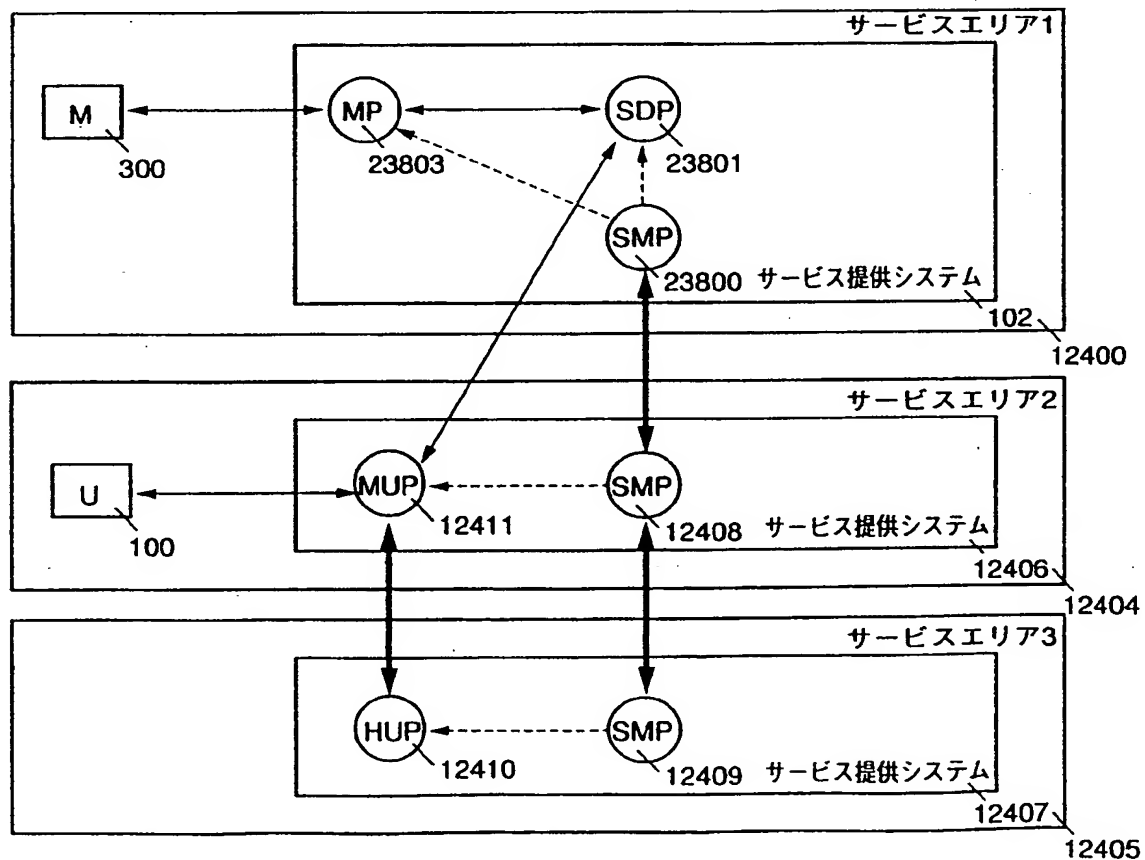 サービスエリア1
M
300
MP
23803
SDP
23801
SMP
23800
サービス提供システム
102
12400
サービスエリア2
U
100
MUP
12411
SMP
12408
サービス提供システム
12406
12404
サービスエリア3
HUP
12410
SMP
12409
サービス提供システム
12407
12405